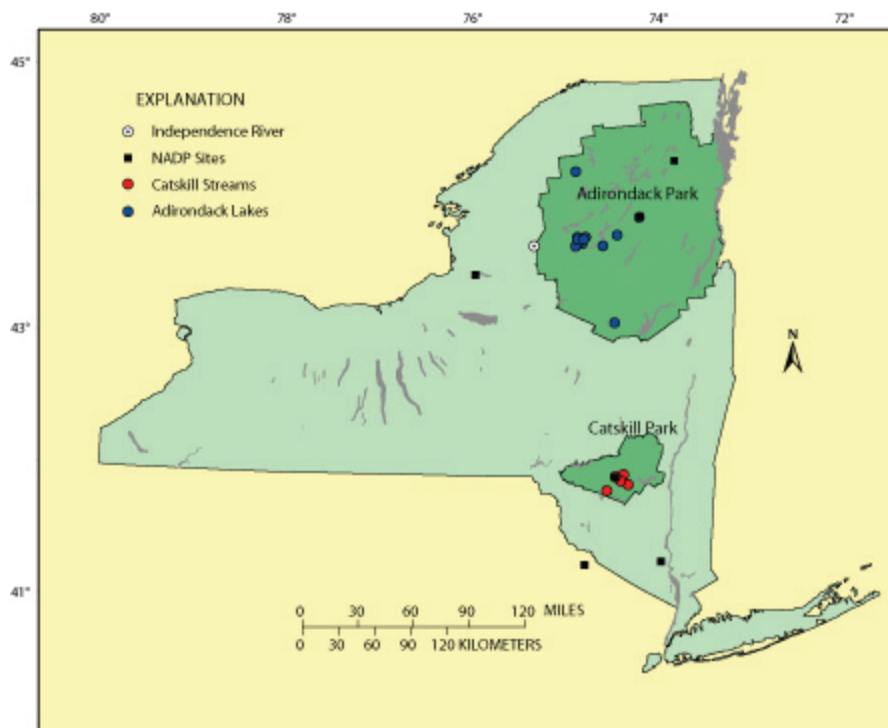 80° 78° 76° 74° 72°
45°
EXPLANATION
Independence River
NADP Sites
Catskill Streams
Adirondack Lakes
Adirondack Park
43°
N
Catskill Park
41°
0 30 60 90 120 MILES
0 30 60 90 120 KILOMETERS